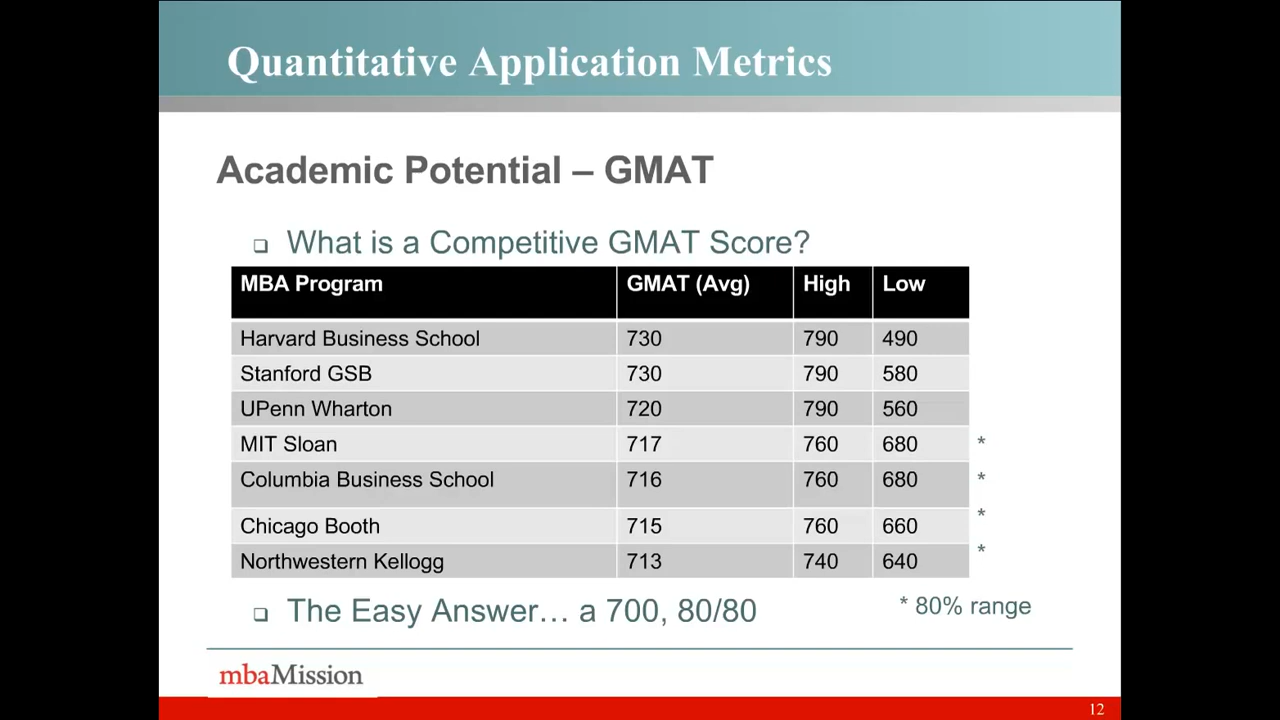 Quantitative Application Metrics
Academic Potential – GMAT
❑ What is a Competitive GMAT Score?
MBA Program GMAT (Avg) High Low
Harvard Business School 730 790 490
Stanford GSB 730 790 580
UPenn Wharton 720 790 560
MIT Sloan 717 760 680 *
Columbia Business School 716 760 680 *
Chicago Booth 715 760 660 *
Northwestern Kellogg 713 740 640 *
❑ The Easy Answer… a 700, 80/80 * 80% range
mbaMission
12